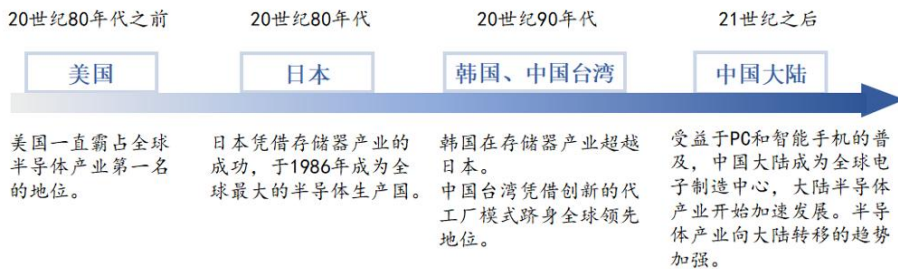 20世纪80年代之前
20世纪80年代
20世纪90年代
21世纪之后
美国
日本
韩国、中国台湾
中国大陆
美国一直霸占全球
半导体产业第一名
的地位。
日本凭借存储器产业的
成功，于1986年成为全
球最大的半导体生产国。
韩国在存储器产业超越
日本。
中国台湾凭借创新的代
工厂模式跻身全球领先
地位。
受益于PC和智能手机的普
及，中国大陆成为全球电
子制造中心，大陆半导体
产业开始加速发展。半导
体产业向大陆转移的趋势
加强。